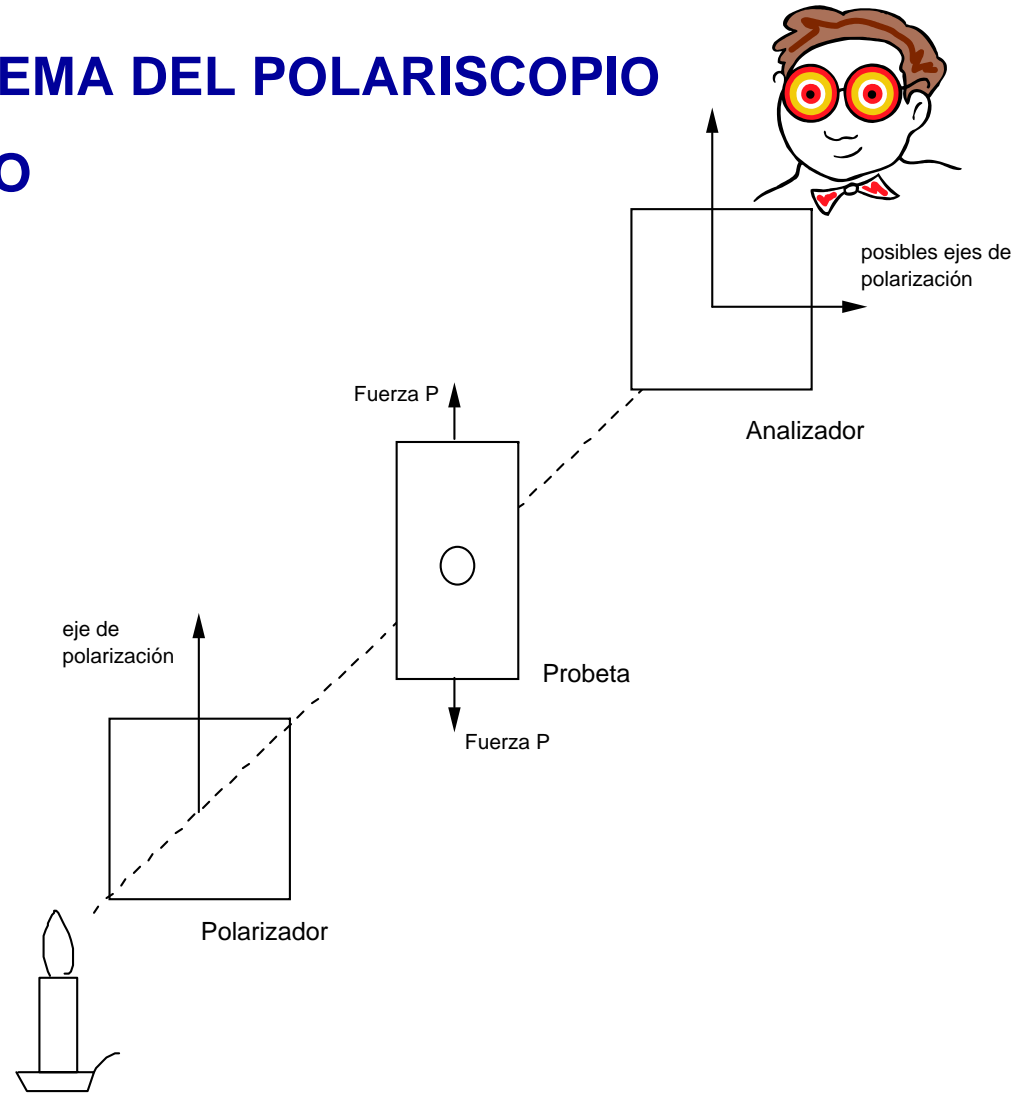 EMA DEL POLARISCOPIO
O
posibles ejes de
polarización
Fuerza P
Analizador
eje de
polarización
Probeta
Fuerza P
Polarizador